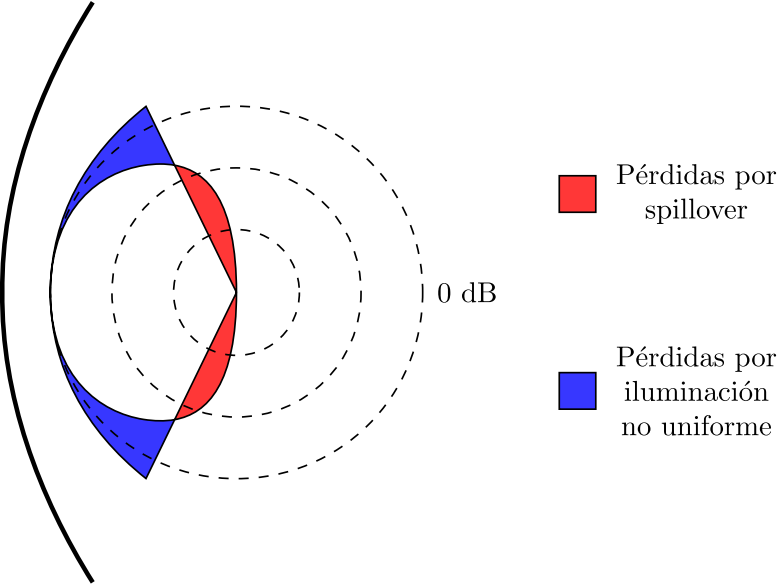 Pérdidas por
spillover
0 dB
Pérdidas por
iluminación
no uniforme